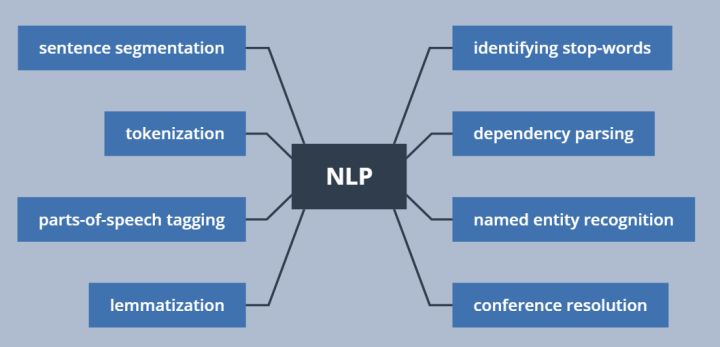 sentence segmentation
tokenization
parts-of-speech tagging
lemmatization
NLP
identifying stop-words
dependency parsing
named entity recognition
conference resolution